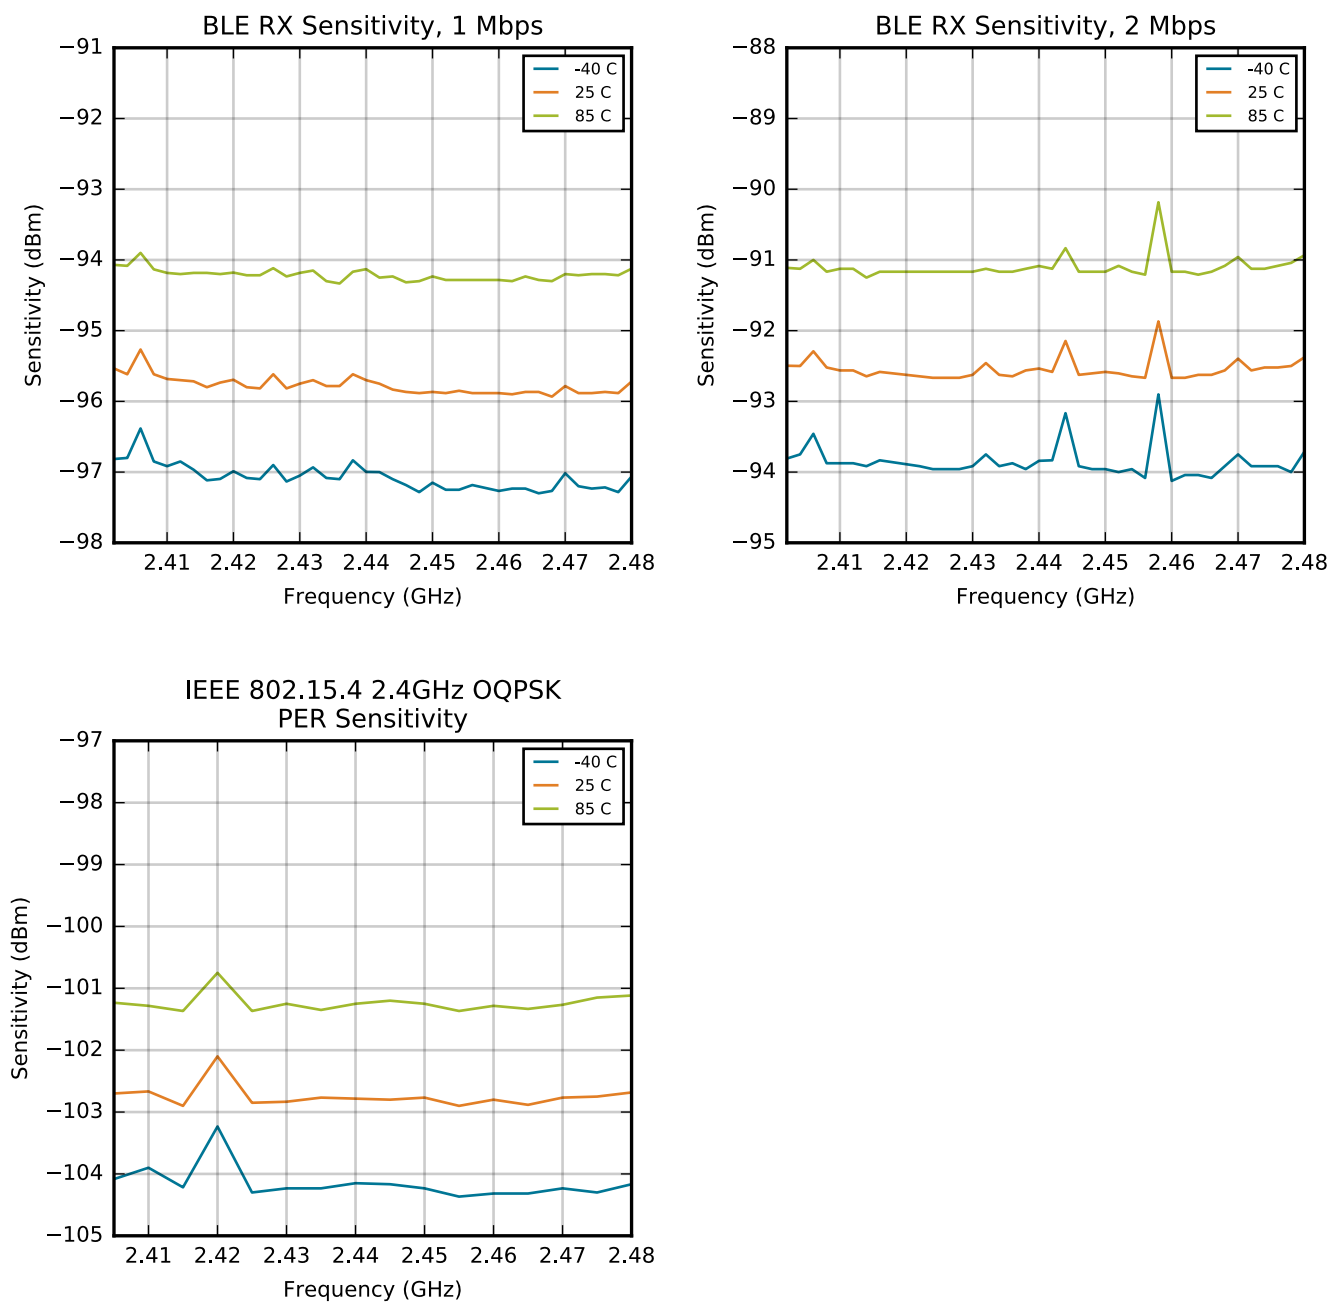 BLE RX Sensitivity, 1 Mbps
−91
−92
−93
−94
−95
−96
−97
−98
Sensitivity (dBm)
-40 C
25 C
85 C
2.41 2.42 2.43 2.44 2.45 2.46 2.47 2.48
Frequency (GHz)
BLE RX Sensitivity, 2 Mbps
−88
−89
−90
−91
−92
−93
−94
−95
Sensitivity (dBm)
-40 C
25 C
85 C
2.41 2.42 2.43 2.44 2.45 2.46 2.47 2.48
Frequency (GHz)
IEEE 802.15.4 2.4GHz OQPSK
PER Sensitivity
−97
−98
−99
−100
−101
−102
−103
−104
−105
Sensitivity (dBm)
-40 C
25 C
85 C
2.41 2.42 2.43 2.44 2.45 2.46 2.47 2.48
Frequency (GHz)